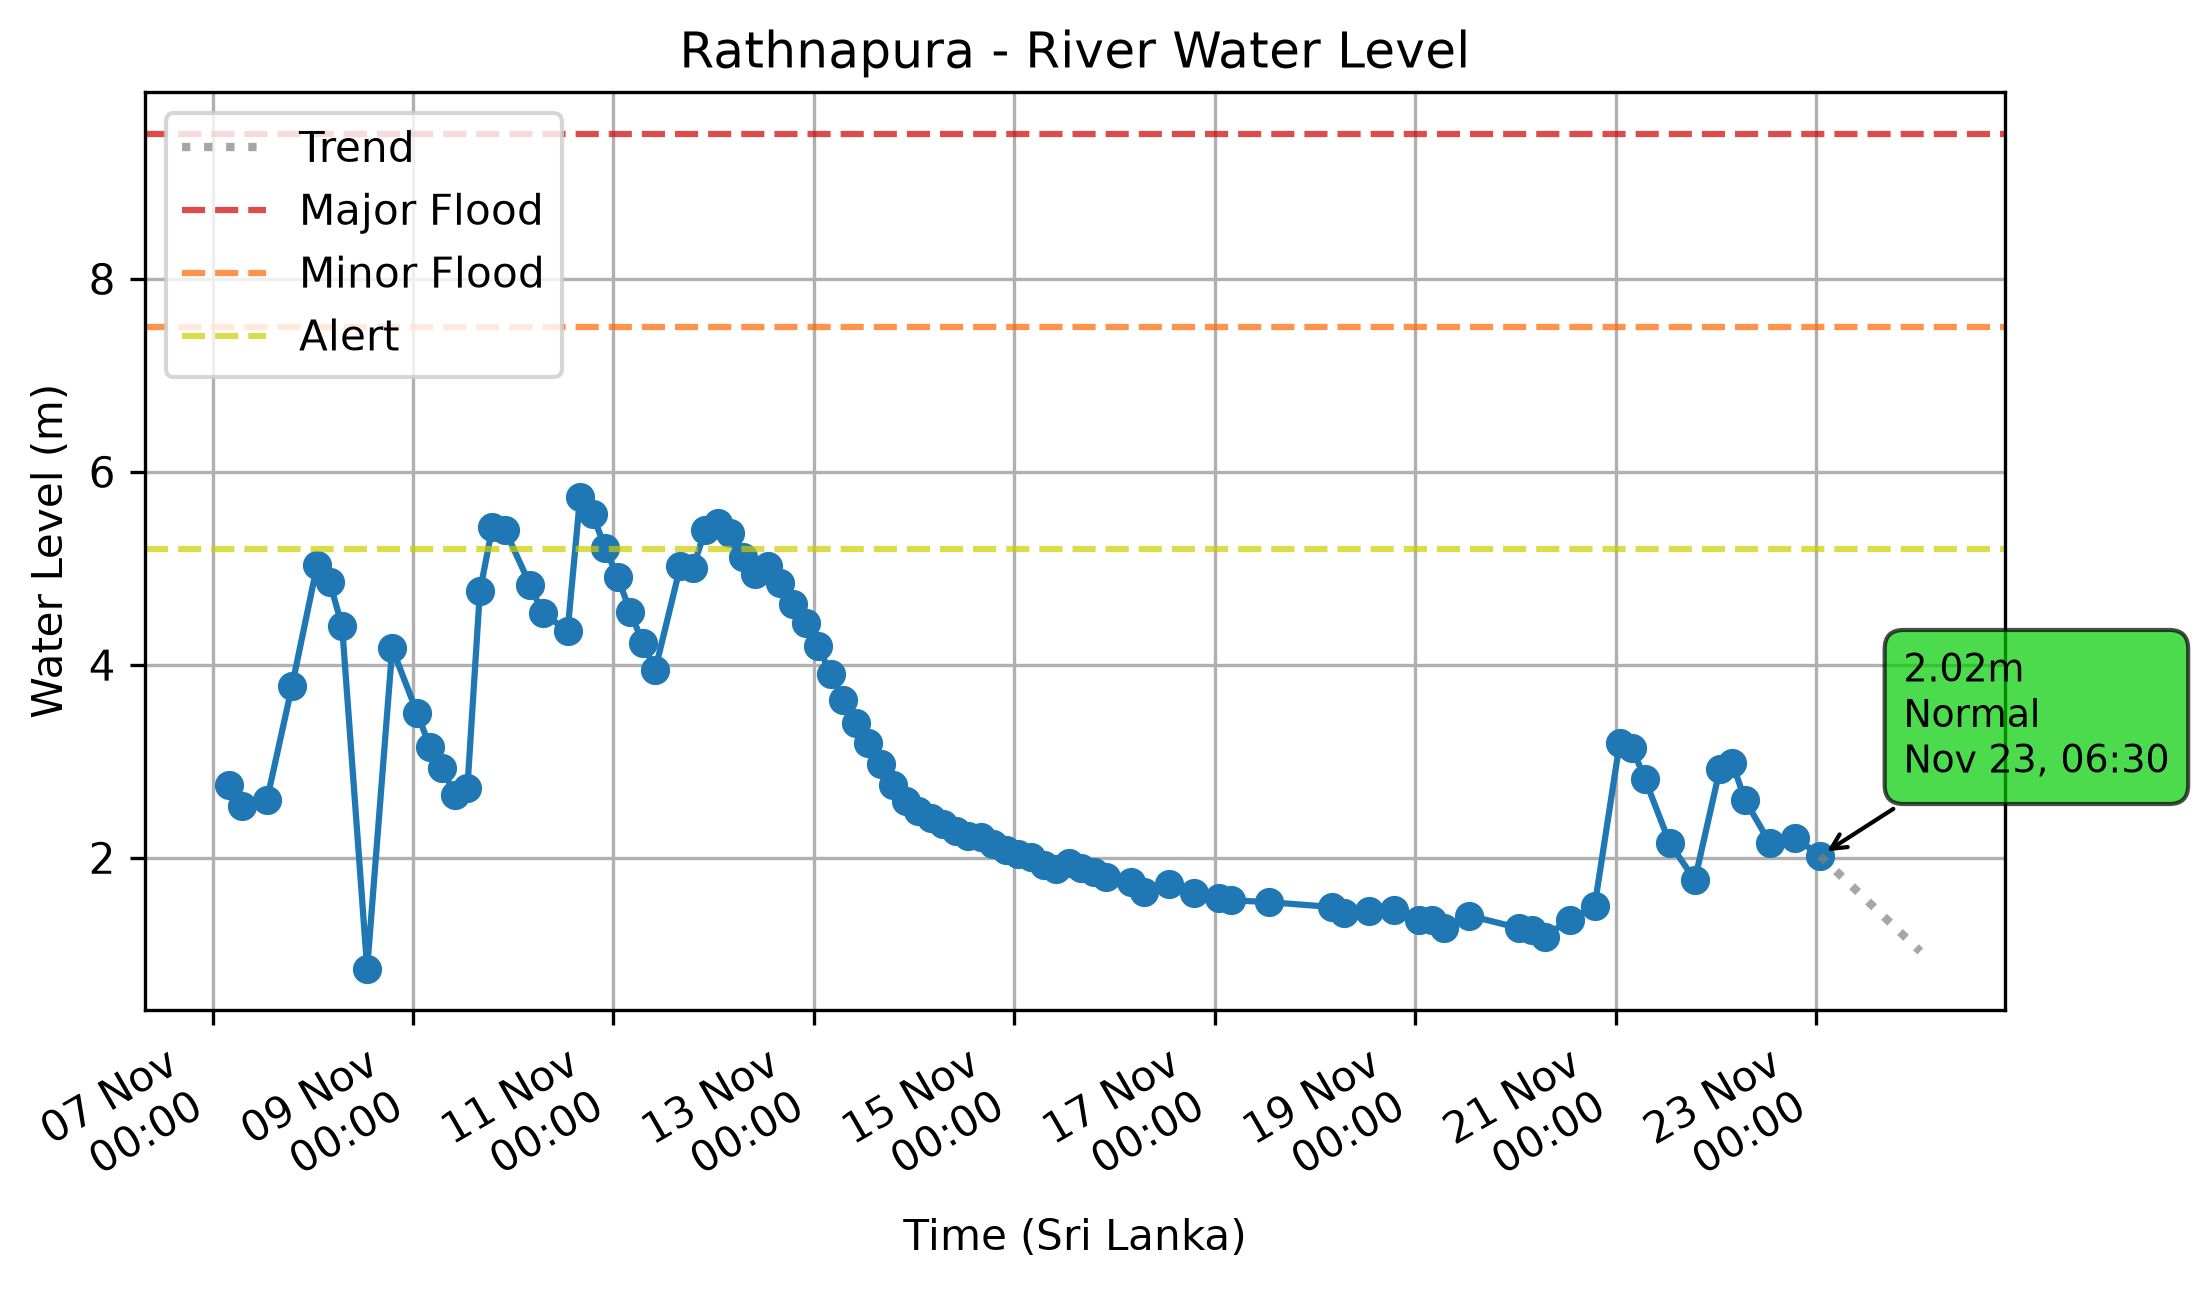 Rathnapura - River Water Level
Trend
Major Flood
Minor Flood
Alert
Water Level (m)
8
6
4
2
2.02m
Normal
Nov 23, 06:30
07 Nov
00:00
09 Nov
00:00
11 Nov
00:00
13 Nov
00:00
15 Nov
00:00
17 Nov
00:00
19 Nov
00:00
21 Nov
00:00
23 Nov
00:00
Time (Sri Lanka)